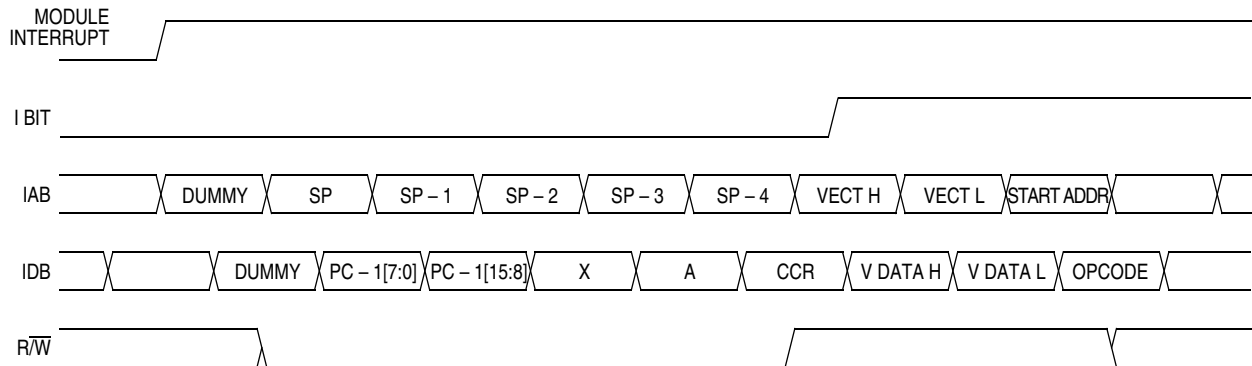 MODULE
INTERRUPT
I BIT
IAB DUMMY SP SP – 1 SP – 2 SP – 3 SP – 4 VECT H VECT L START ADDR
IDB DUMMY PC – 1[7:0] PC – 1[15:8] X A CCR V DATA H V DATA L OPCODE
R/W̅